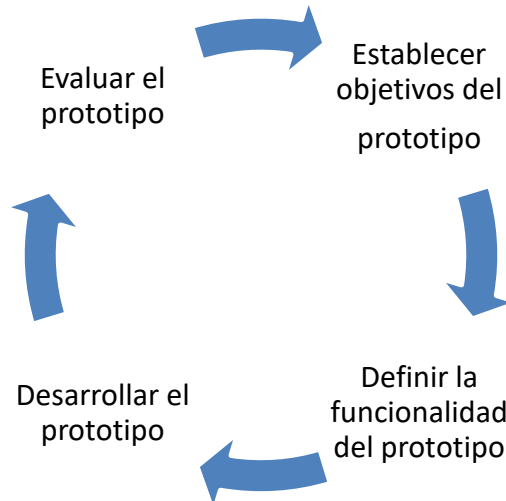 Evaluar el
prototipo
Establecer
objetivos del
prototipo
Definir la
funcionalidad
del prototipo
Desarrollar el
prototipo